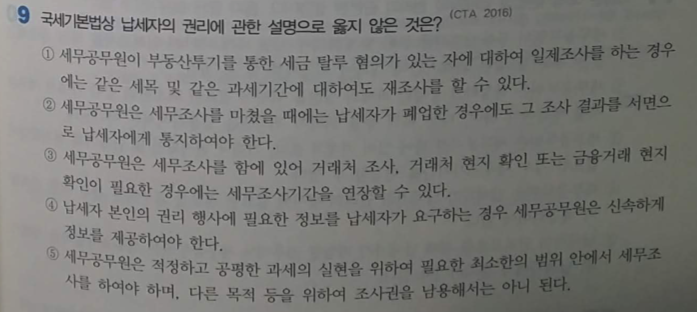 9 국세기본법상 납세자의 권리에 관한 설명으로 옳지 않은 것은? (CTA 2016)
① 세무공무원이 부동산투기를 통한 세금 탈루 혐의가 있는 자에 대하여 일제조사를 하는 경우
에는 같은 세목 및 같은 과세기간에 대하여도 재조사를 할 수 있다.
② 세무공무원은 세무조사를 마쳤을 때에는 납세자가 폐업한 경우에도 그 조사 결과를 서면으
로 납세자에게 통지하여야 한다.
③ 세무공무원은 세무조사를 함에 있어 거래처 조사, 거래처 현지 확인 또는 금융거래 현지
확인이 필요한 경우에는 세무조사기간을 연장할 수 있다.
④ 납세자 본인의 권리 행사에 필요한 정보를 납세자가 요구하는 경우 세무공무원은 신속하게
정보를 제공하여야 한다.
⑤ 세무공무원은 적정하고 공평한 과세의 실현을 위하여 필요한 최소한의 범위 안에서 세무조
사를 하여야 하며, 다른 목적 등을 위하여 조사권을 남용해서는 아니 된다.